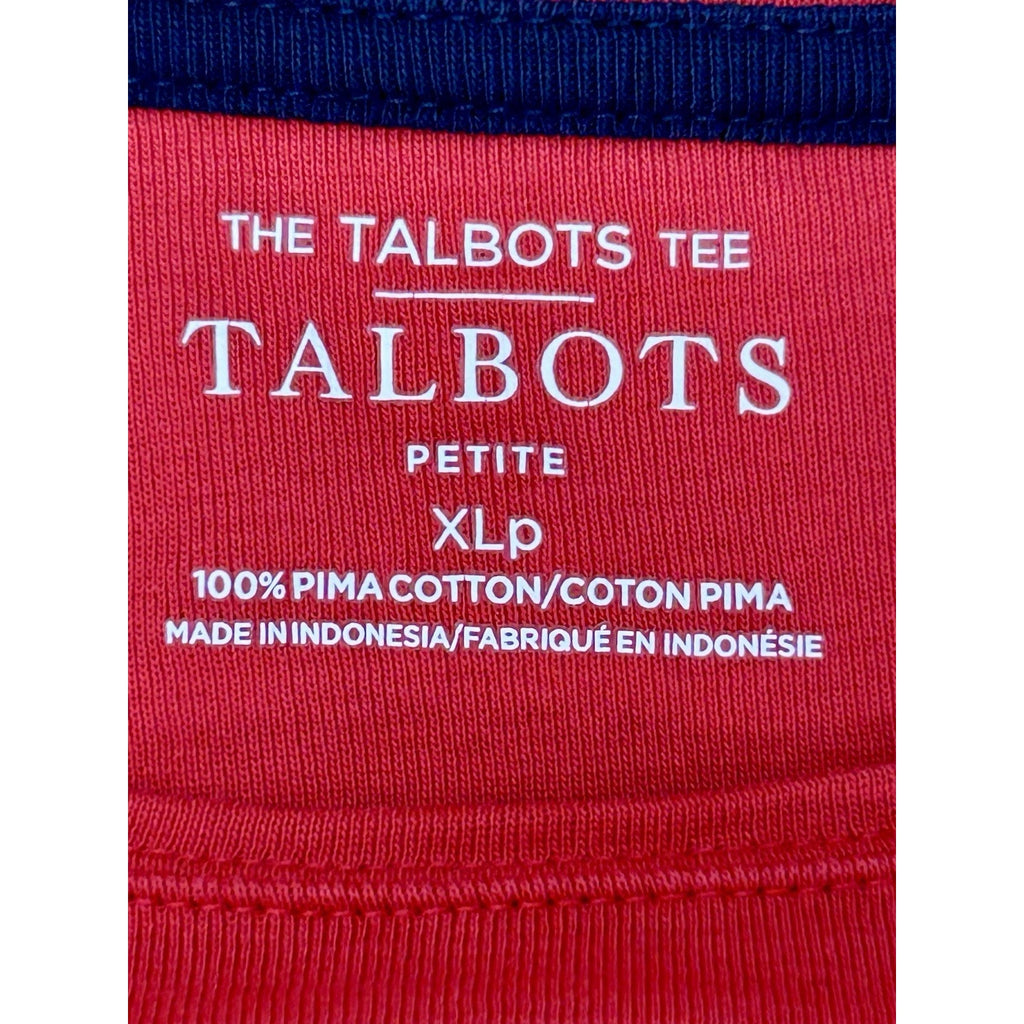 THE TALBOTS TEE
TALBOTS
PETITE
XLp
100% PIMA COTTON/COTON PIMA
MADE IN INDONESIA/FABRIQUÉ EN INDONÉSIE